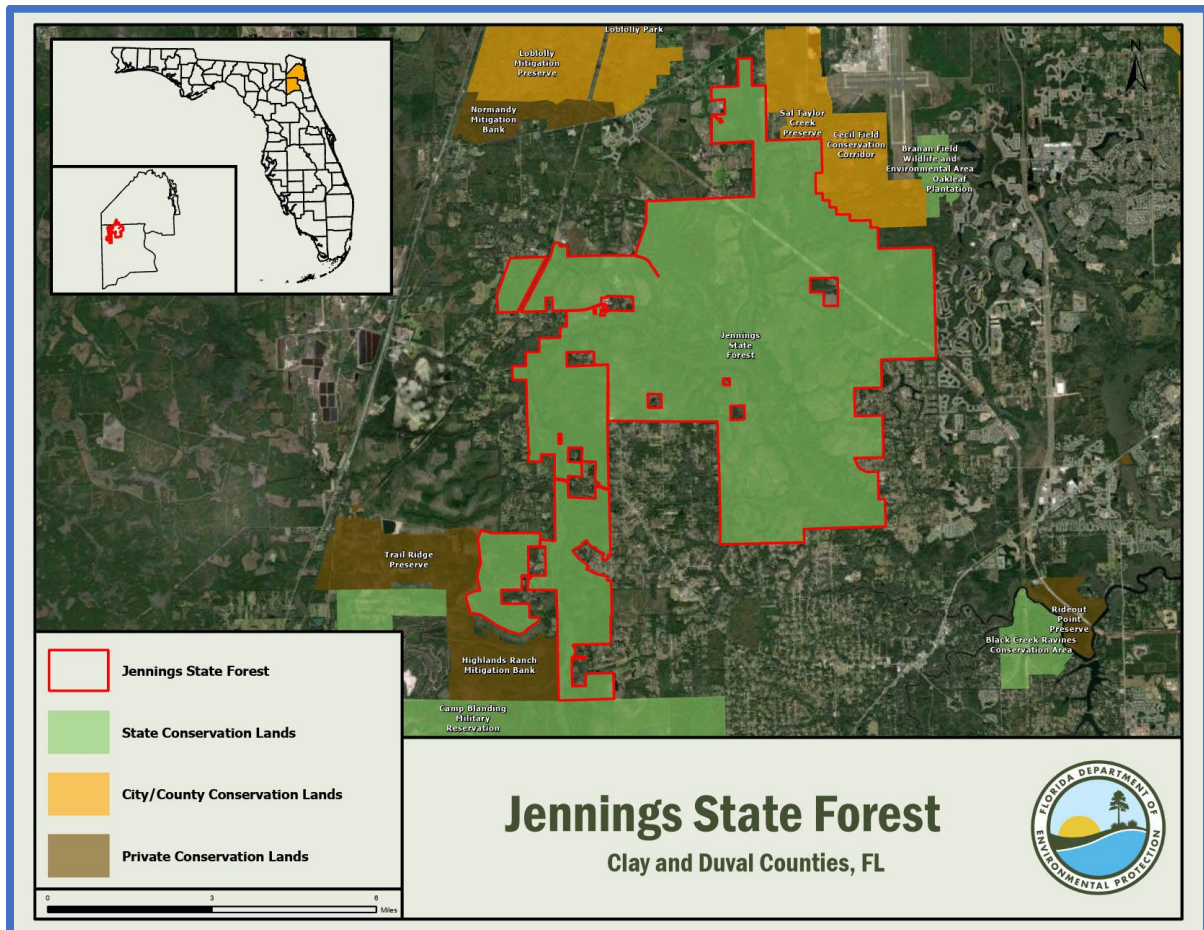 Loblolly Park
Loblolly
Mitigation
Preserve
Normandy
Mitigation
Bank
Sal Taylor
Creek
Preserve
Cecil Field
Conservation
Corridor
Branan Field
Wildlife and
Environmental Area
Oakleaf
Plantation
N
Jennings
State
Forest
Trail Ridge
Preserve
Highlands Ranch
Mitigation Bank
Camp Blanding
Military
Reservation
Rideout
Point
Preserve
Black Creek Ravines
Conservation Area
Jennings State Forest
State Conservation Lands
City/County Conservation Lands
Private Conservation Lands
0 3 6
Miles
Jennings State Forest
Clay and Duval Counties, FL
FLORIDA DEPARTMENT OF
ENVIRONMENTAL PROTECTION